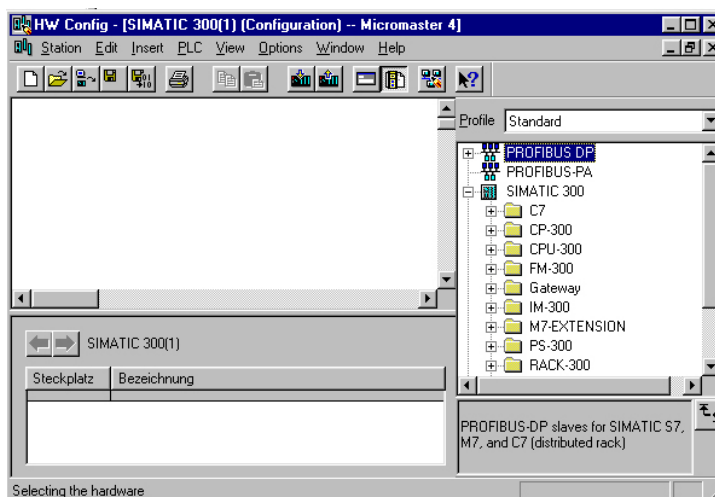 HW Config - [SIMATIC 300(1) (Configuration) -- Micromaster 4]
Station Edit Insert PLC View Options Window Help
Profile Standard
PROFIBUS DP
PROFIBUS-PA
SIMATIC 300
C7
CP-300
CPU-300
FM-300
Gateway
IM-300
M7-EXTENSION
PS-300
RACK-300
SIMATIC 300(1)
Steckplatz Bezeichnung
PROFIBUS-DP slaves for SIMATIC S7,
M7, and C7 (distributed rack)
Selecting the hardware